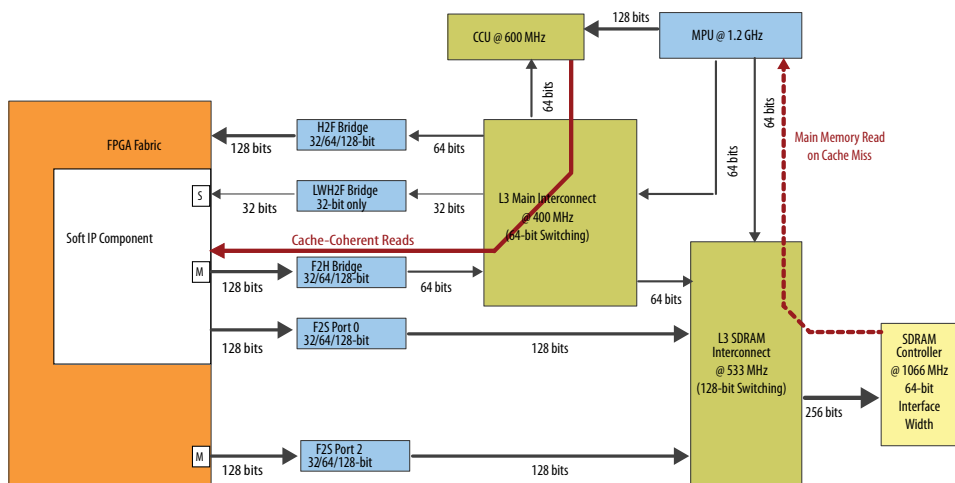 CCU @ 600 MHz
128 bits
MPU @ 1.2 GHz
64 bits
64 bits
64 bits
Main Memory Read
on Cache Miss
FPGA Fabric
128 bits
H2F Bridge
32/64/128-bit
64 bits
S
32 bits
LWH2F Bridge
32-bit only
32 bits
L3 Main Interconnect
@ 400 MHz
(64-bit Switching)
Soft IP Component
Cache-Coherent Reads
M
128 bits
F2H Bridge
32/64/128-bit
64 bits
64 bits
128 bits
F2S Port 0
32/64/128-bit
128 bits
L3 SDRAM
Interconnect
@ 533 MHz
(128-bit Switching)
256 bits
SDRAM
Controller
@ 1066 MHz
64-bit
Interface
Width
M
128 bits
F2S Port 2
32/64/128-bit
128 bits